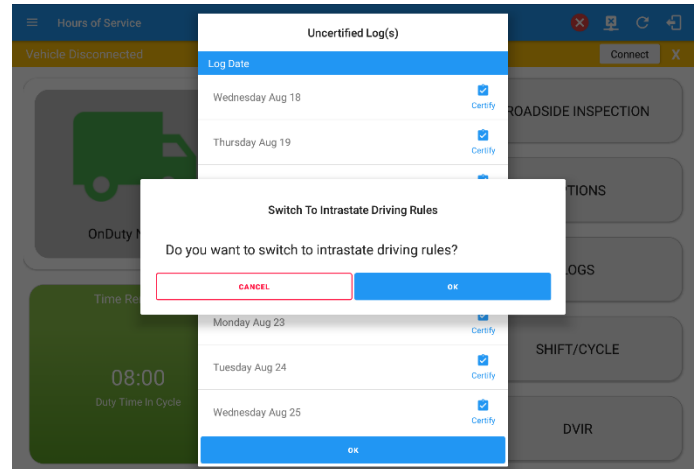 Hours of Service
Uncertified Log(s)
Vehicle Disconnected
Connect
X
Log Date
Wednesday Aug 18
Certify
ROADSIDE INSPECTION
Thursday Aug 19
Certify
Switch To Intrastate Driving Rules
OnDuty
Do you want to switch to intrastate driving rules?
CANCEL
OK
LOGS
Time
Monday Aug 23
Certify
SHIFT/CYCLE
Tuesday Aug 24
Certify
08:00
Duty Time In Cycle
Wednesday Aug 25
Certify
DVIR
OK